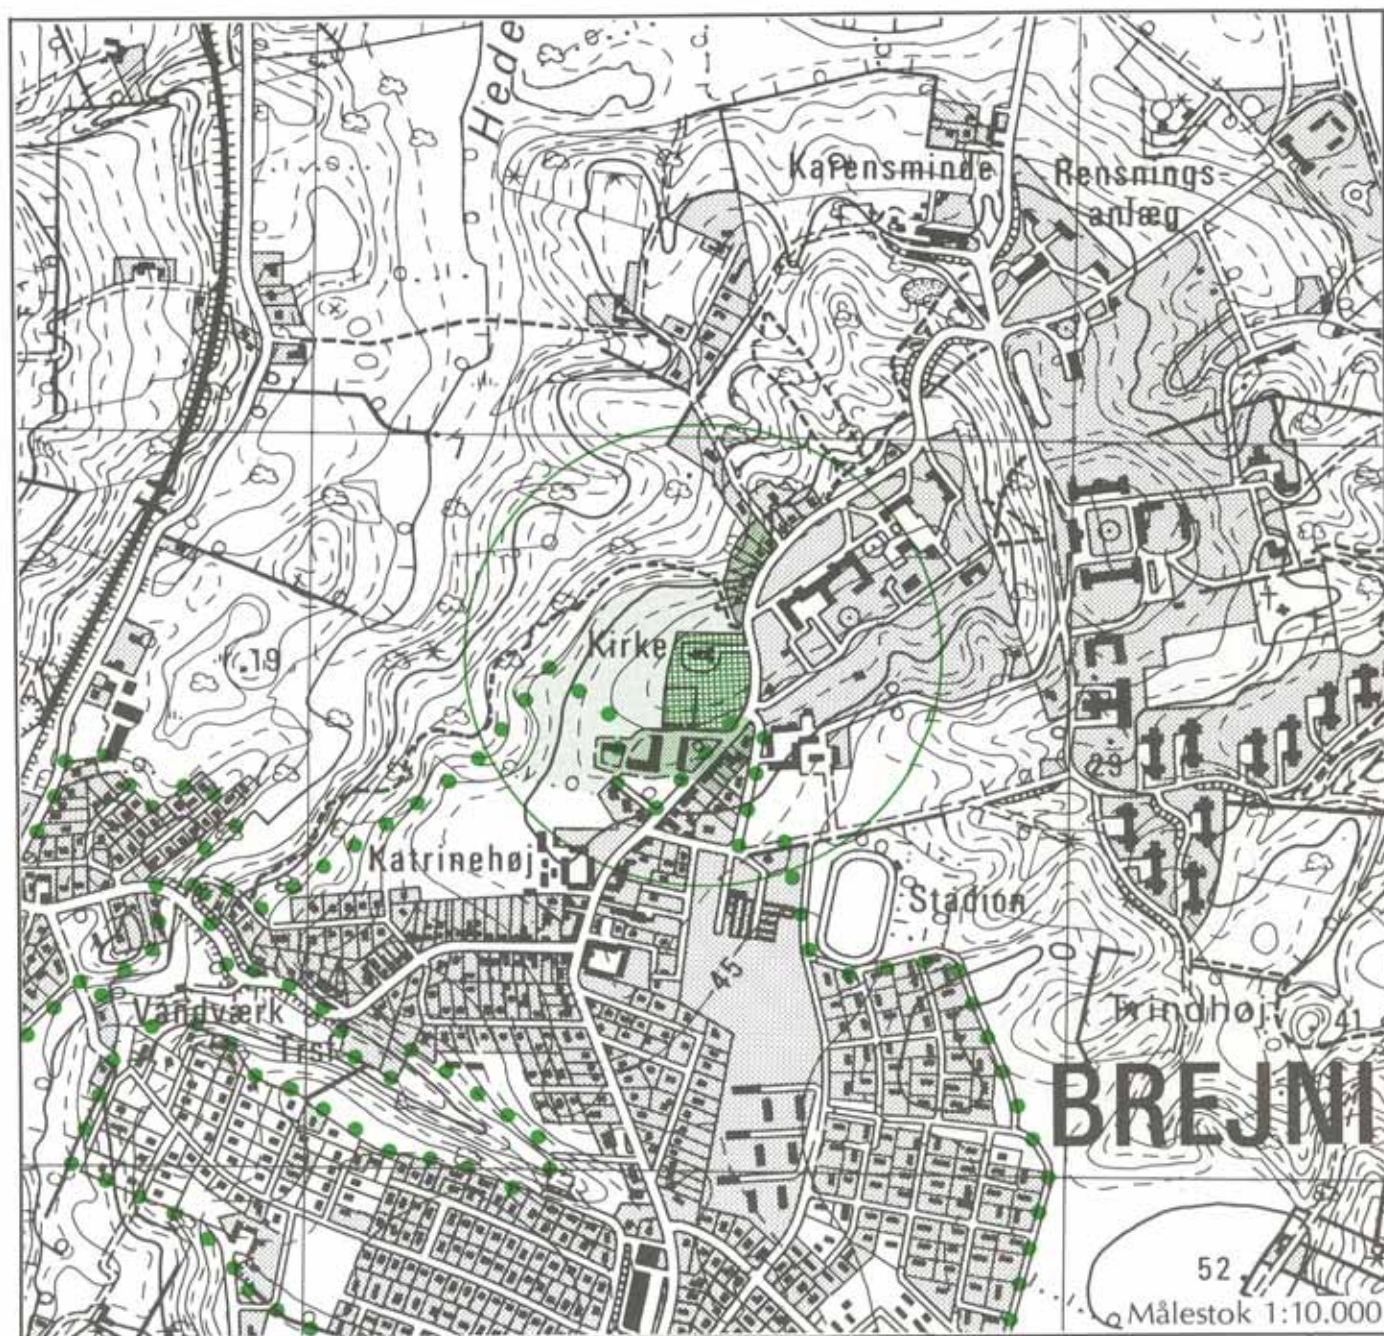 Hede
Karensminde
Rensnings-
anlæg
Kirke
19
29
Katrinehøj
Stadion
45
Vandværk
Trst.
Trindhøj
41
BREJNI
52
Målestok 1:10.000